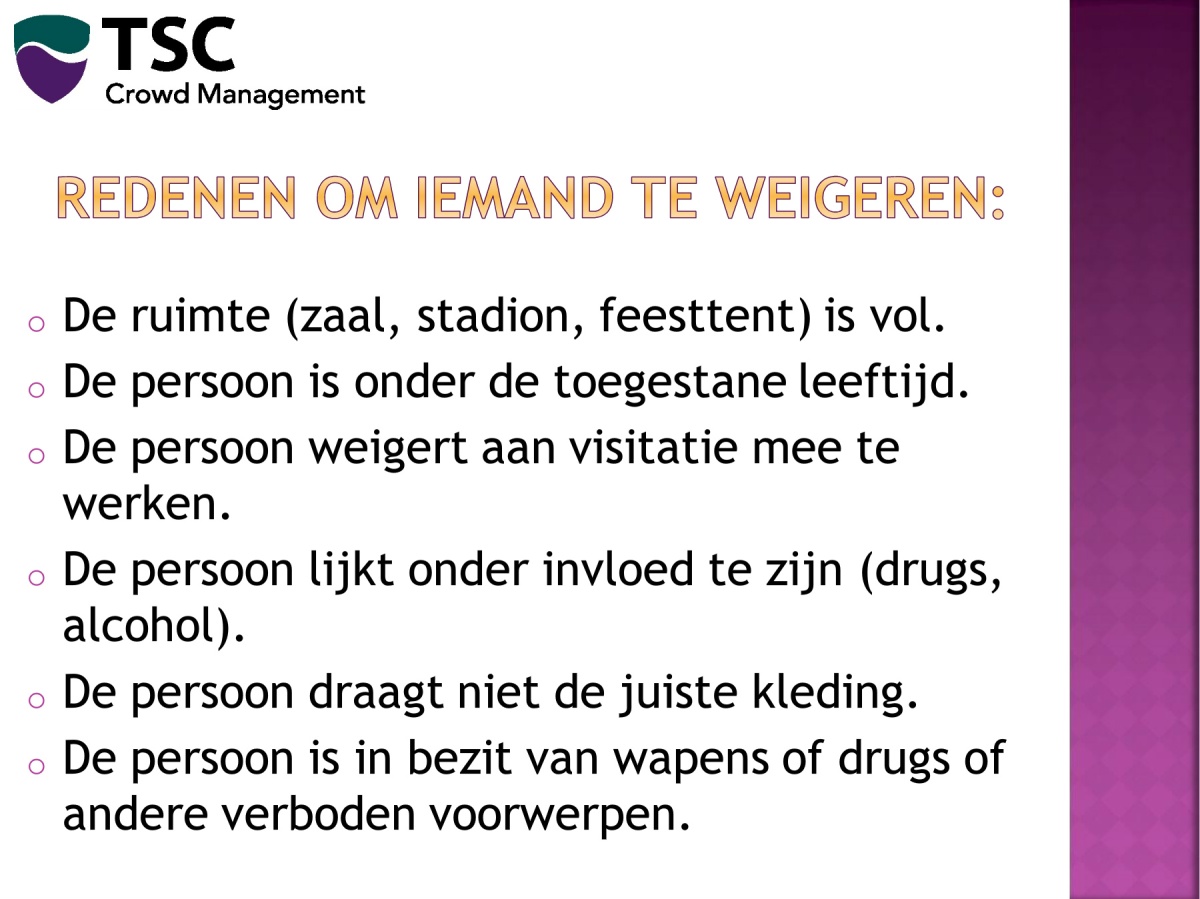 TSC
Crowd Management
REDENEN OM IEMAND TE WEIGEREN:
o De ruimte (zaal, stadion, feesttent) is vol.
o De persoon is onder de toegestane leeftijd.
o De persoon weigert aan visitatie mee te
werken.
o De persoon lijkt onder invloed te zijn (drugs,
alcohol).
o De persoon draagt niet de juiste kleding.
o De persoon is in bezit van wapens of drugs of
andere verboden voorwerpen.